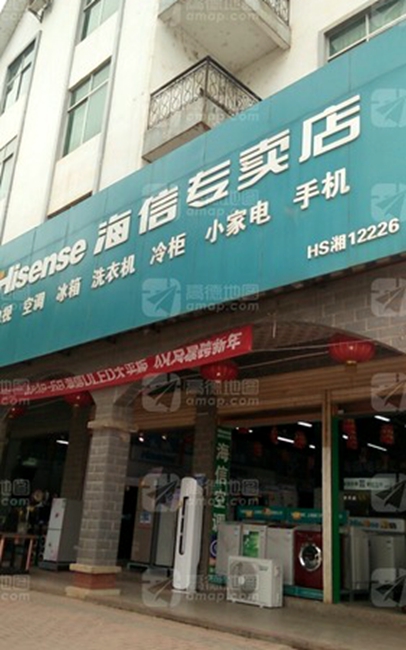 Hisense 海信专卖店
空调 冰箱 洗衣机 冷柜 小家电 手机
HS湘12226
海信空调
高德地图
amap.com